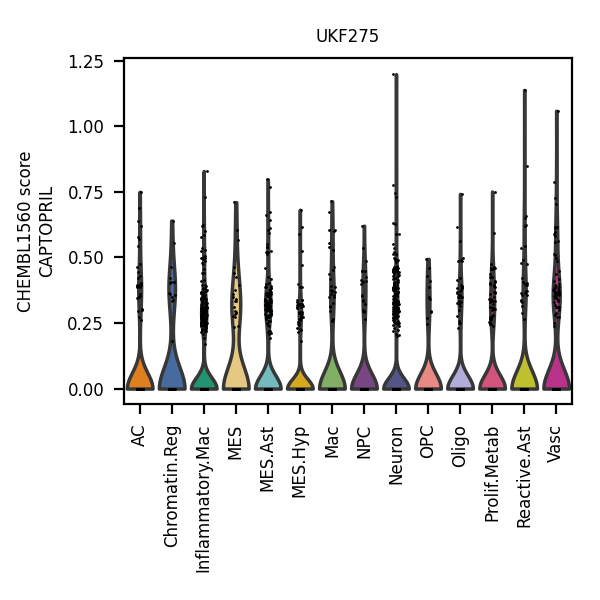 UKF275
CHEMBL1560 score
CAPTOPRIL
1.25
1.00
0.75
0.50
0.25
0.00
AC
Chromatin.Reg
Inflammatory.Mac
MES
MES.Ast
MES.Hyp
Mac
NPC
Neuron
OPC
Oligo
Prolif.Metab
Reactive.Ast
Vasc